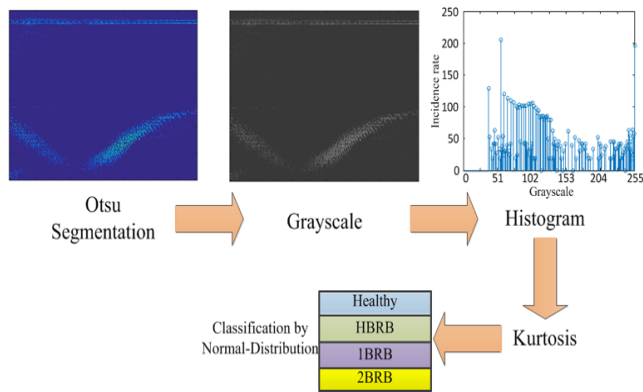 250
200
150
100
50
0
Incidence rate
0 51 102 153 204 255
Grayscale
Otsu
Segmentation
Grayscale
Histogram
Kurtosis
Classification by
Normal-Distribution
Healthy
HBRB
1BRB
2BRB